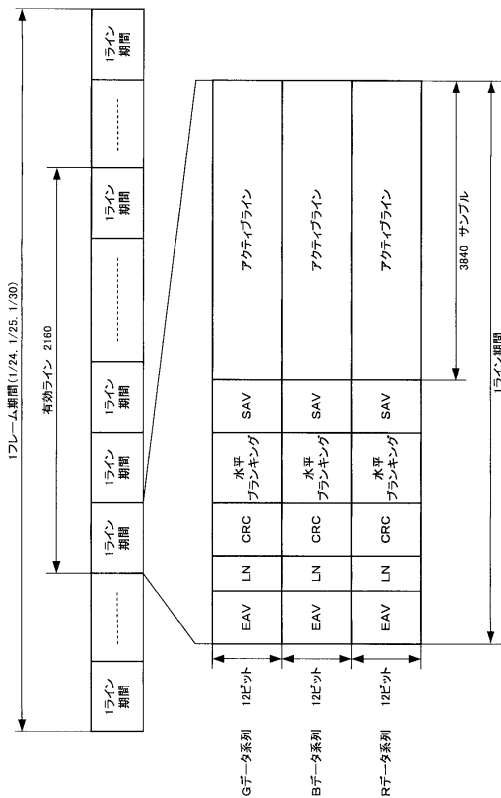 1フレーム期間(1/24, 1/25, 1/30)
有効ライン 2160
1ライン
期間
1ライン
期間
1ライン
期間
1ライン
期間
1ライン
期間
1ライン
期間
Gデータ系列 12ビット EAV LN CRC 水平
ブランキング SAV アクティブライン
Bデータ系列 12ビット EAV LN CRC 水平
ブランキング SAV アクティブライン
Rデータ系列 12ビット EAV LN CRC 水平
ブランキング SAV アクティブライン
3840 サンプル
1ライン期間